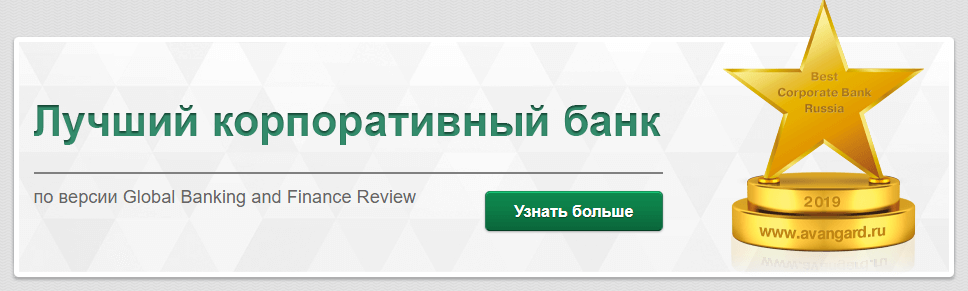 Лучший корпоративный банк
по версии Global Banking and Finance Review
Узнать больше
Best
Corporate Bank
Russia
2019
www.avangard.ru